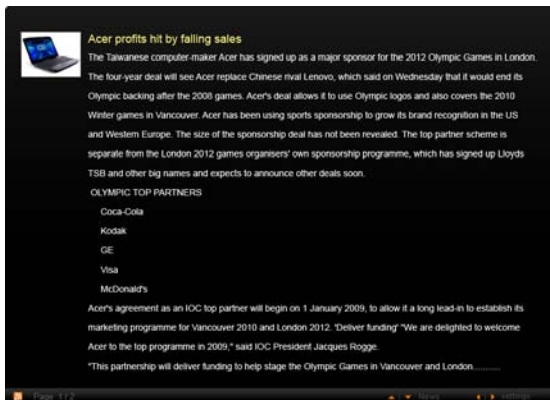 Acer profits hit by falling sales
The Taiwanese computer-maker Acer has signed up as a major sponsor for the 2012 Olympic Games in London.
The four-year deal will see Acer replace Chinese rival Lenovo, which said on Wednesday that it would end its
Olympic backing after the 2008 games. Acer's deal allows it to use Olympic logos and also covers the 2010
Winter games in Vancouver. Acer has been using sports sponsorship to grow its brand recognition in the US
and Western Europe. The size of the sponsorship deal has not been revealed. The top partner scheme is
separate from the London 2012 games organisers' own sponsorship programme, which has signed up Lloyds
TSB and other big names and expects to announce other deals soon.
OLYMPIC TOP PARTNERS
Coca-Cola
Kodak
GE
Visa
McDonald's
Acer's agreement as an IOC top partner will begin on 1 January 2009, to allow it a long lead-in to establish its
marketing programme for Vancouver 2010 and London 2012. 'Deliver funding' "We are delighted to welcome
Acer to the top programme in 2009," said IOC President Jacques Rogge.
"This partnership will deliver funding to help stage the Olympic Games in Vancouver and London...........
Page 1 / 2 News settings